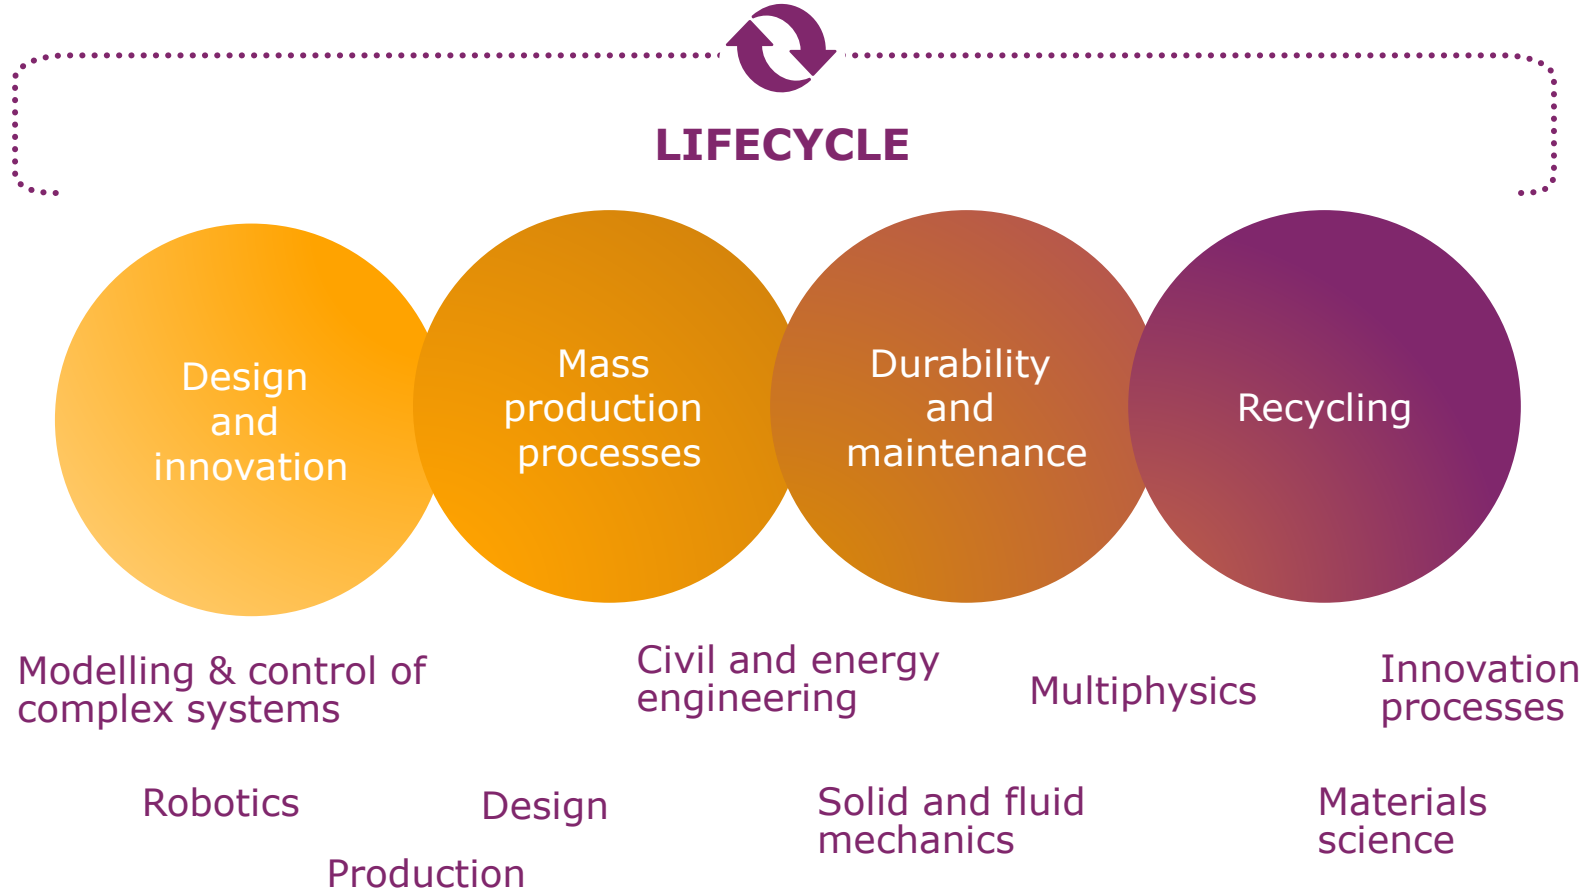 LIFECYCLE
Design
and
innovation
Mass
production
processes
Durability
and
maintenance
Recycling
Modelling & control of
complex systems
Civil and energy
engineering
Multiphysics
Innovation
processes
Robotics
Design
Solid and fluid
mechanics
Materials
science
Production